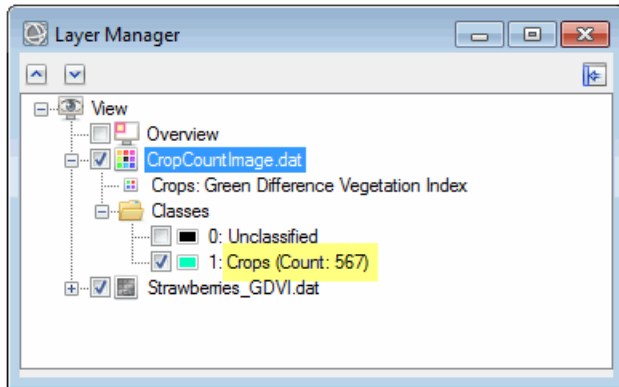 Layer Manager
View
Overview
CropCountImage.dat
Crops: Green Difference Vegetation Index
Classes
0: Unclassified
1: Crops (Count: 567)
Strawberries_GDVI.dat